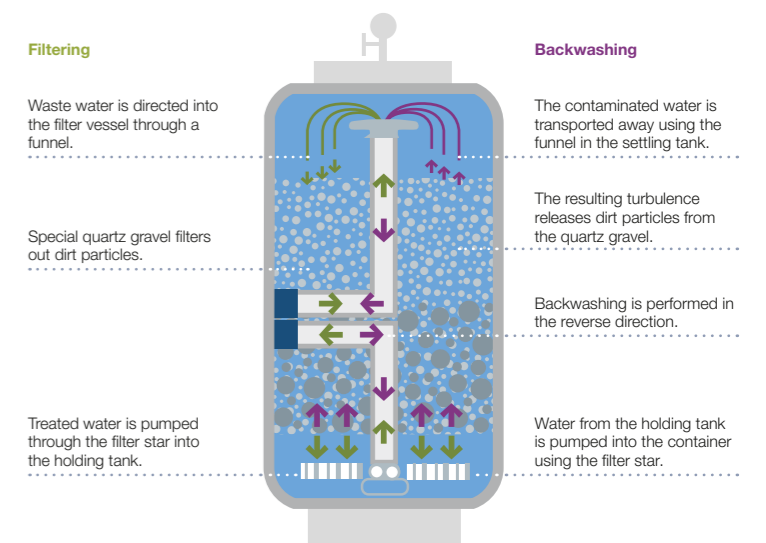 Filtering
Waste water is directed into
the filter vessel through a
funnel.
Special quartz gravel filters
out dirt particles.
Treated water is pumped
through the filter star into
the holding tank.
Backwashing
The contaminated water is
transported away using the
funnel in the settling tank.
The resulting turbulence
releases dirt particles from
the quartz gravel.
Backwashing is performed in
the reverse direction.
Water from the holding tank
is pumped into the container
using the filter star.